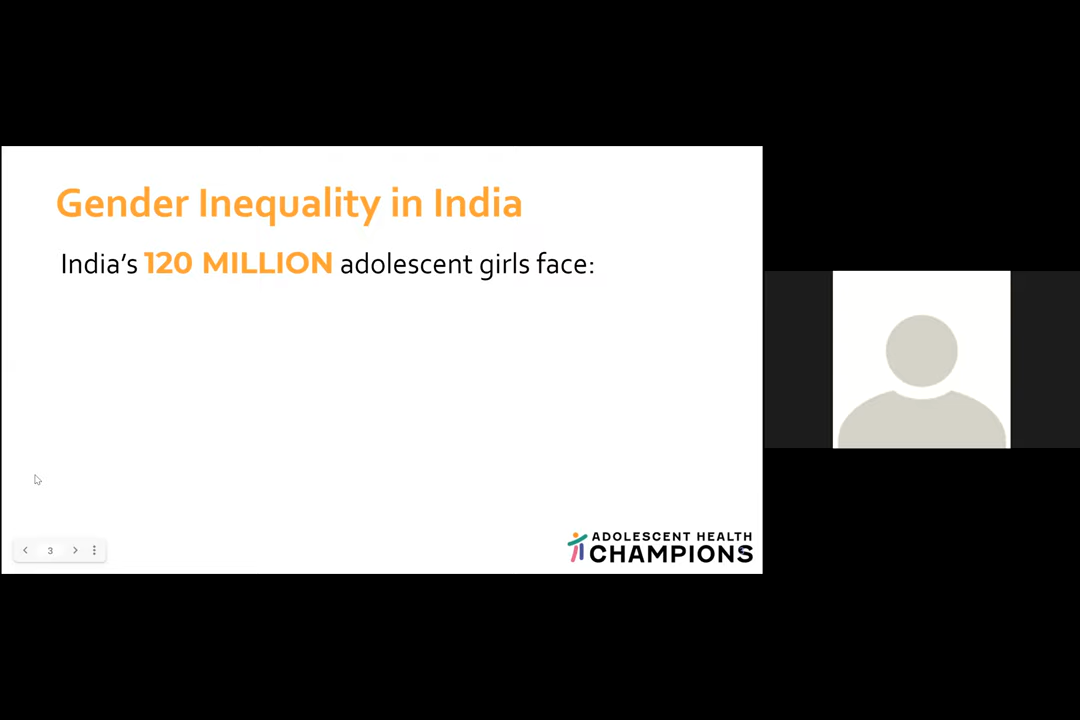 Gender Inequality in India
India’s 120 MILLION adolescent girls face:
3
ADOLESCENT HEALTH
CHAMPIONS